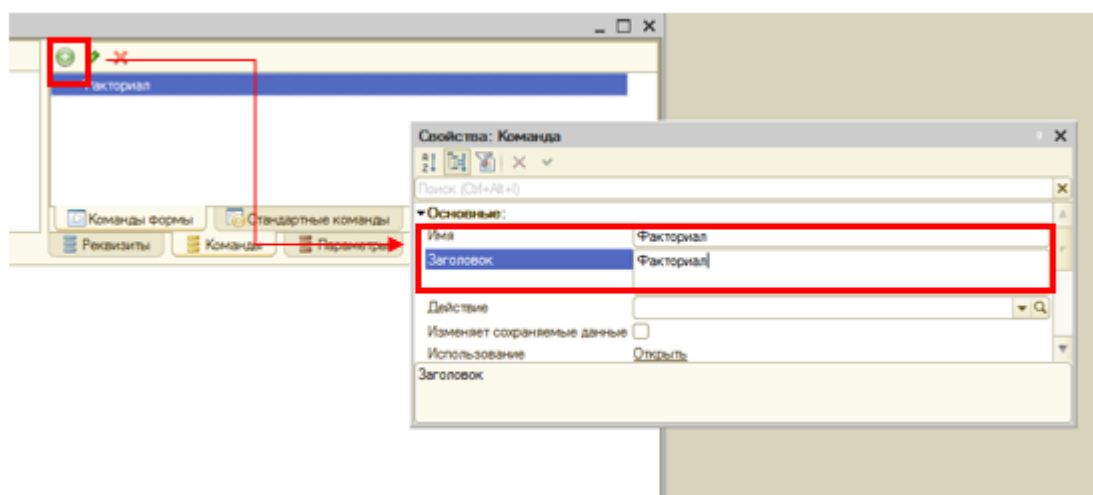 Факториал
Команды формы
Стандартные команды
Реквизиты
Команды
Параметры
Свойства: Команда
Поиск (Ctrl+Alt+I)
Основные:
Имя
Факториал
Заголовок
Факториал
Действие
Изменяет сохраняемые данные
Использование
Открыть
Заголовок